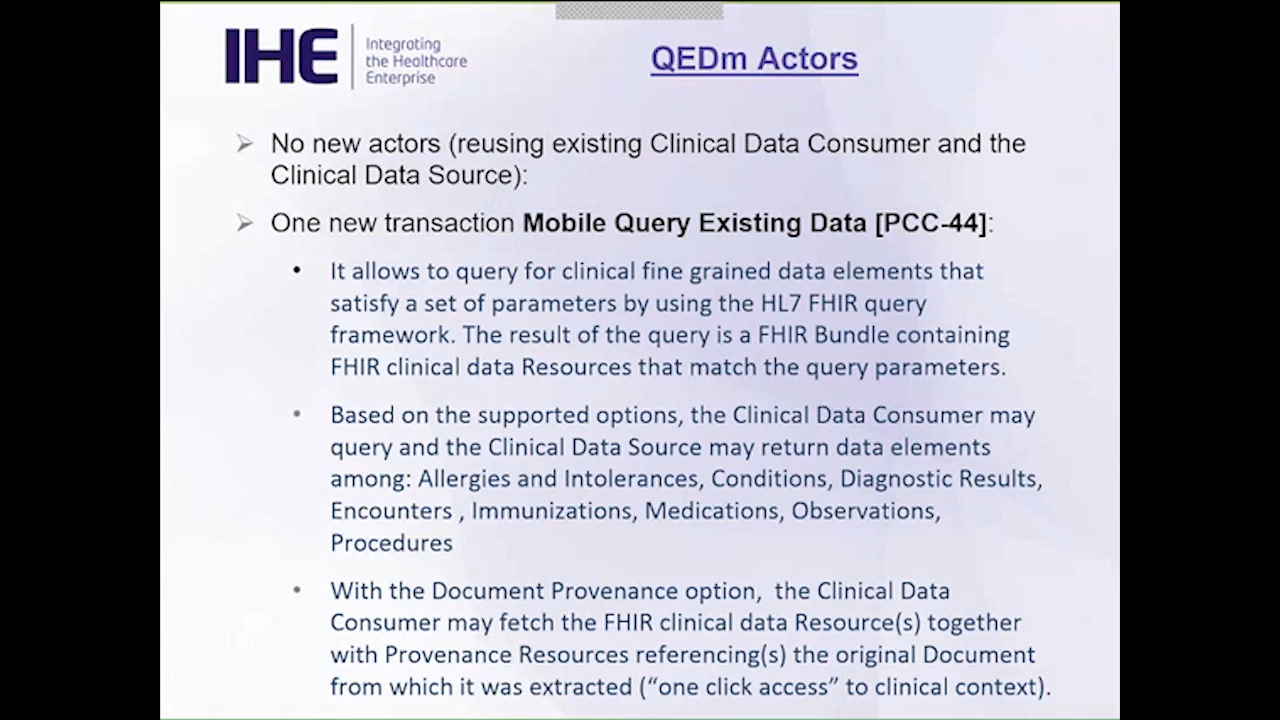 IHE
Integrating
the Healthcare
Enterprise
QEDm Actors
No new actors (reusing existing Clinical Data Consumer and the
Clinical Data Source):
One new transaction Mobile Query Existing Data [PCC-44]:
It allows to query for clinical fine grained data elements that
satisfy a set of parameters by using the HL7 FHIR query
framework. The result of the query is a FHIR Bundle containing
FHIR clinical data Resources that match the query parameters.
Based on the supported options, the Clinical Data Consumer may
query and the Clinical Data Source may return data elements
among: Allergies and Intolerances, Conditions, Diagnostic Results,
Encounters , Immunizations, Medications, Observations,
Procedures
With the Document Provenance option,  the Clinical Data
Consumer may fetch the FHIR clinical data Resource(s) together
with Provenance Resources referencing(s) the original Document
from which it was extracted (“one click access” to clinical context).